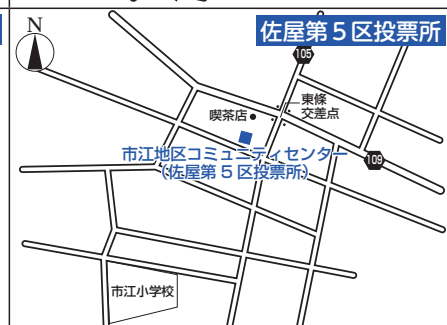 佐屋第5区投票所
N
105
東條
交差点
喫茶店
市江地区コミュニティセンター
(佐屋第5区投票所)
109
市江小学校